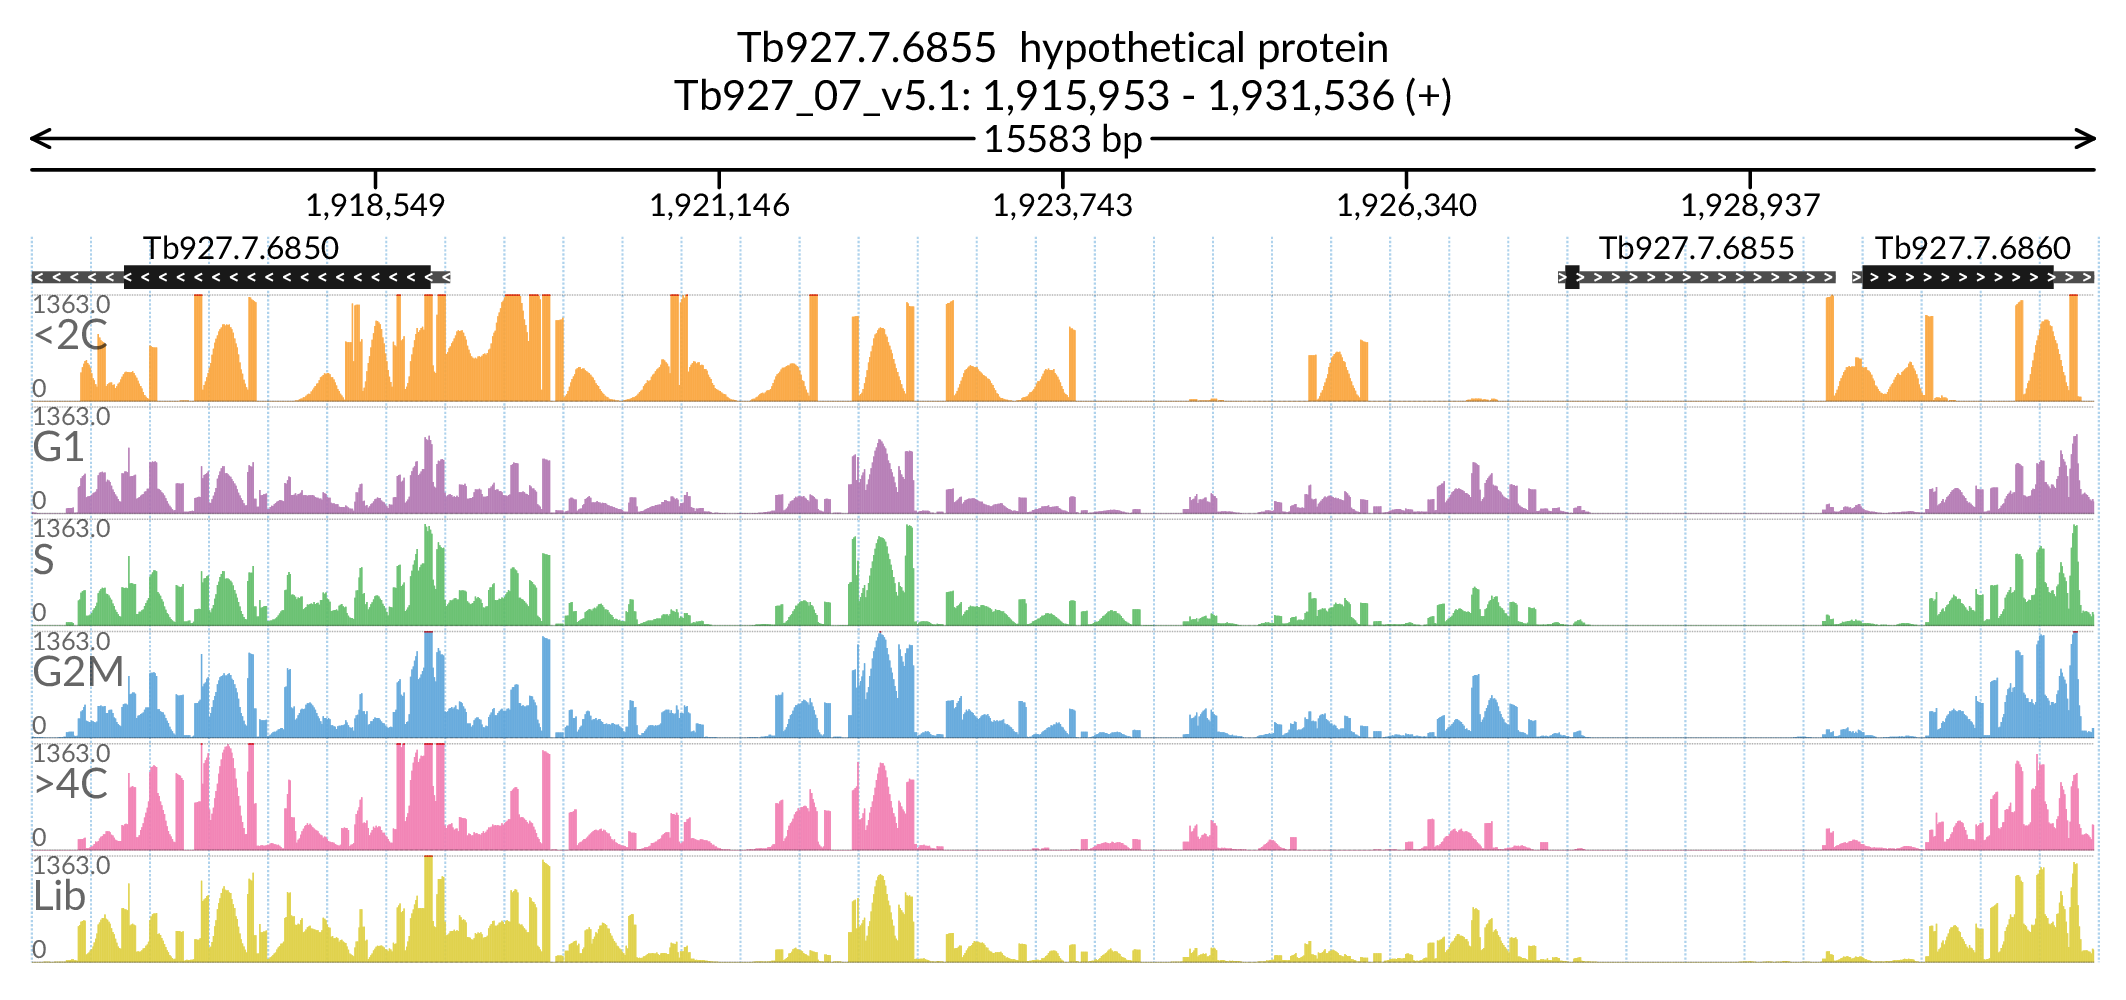 Tb927.7.6855 hypothetical protein
Tb927_07_v5.1: 1,915,953 - 1,931,536 (+)
15583 bp
1,918,549 1,921,146 1,923,743 1,926,340 1,928,937
Tb927.7.6850 Tb927.7.6855 Tb927.7.6860
1363.0
<2C
0
1363.0
G1
0
1363.0
S
0
1363.0
G2M
0
1363.0
>4C
0
1363.0
Lib
0